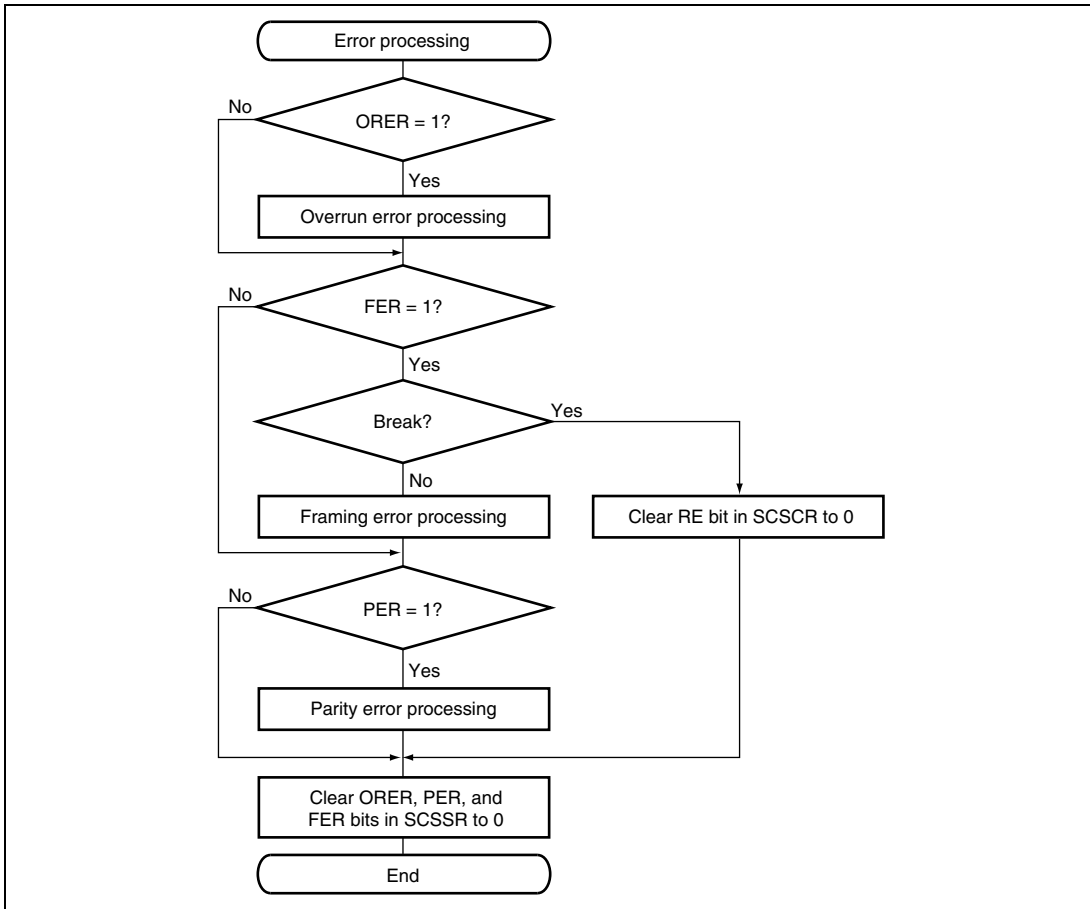 Error processing
No
ORER = 1?
Yes
Overrun error processing
No
FER = 1?
Yes
Break?
Yes
No
Framing error processing
Clear RE bit in SCSCR to 0
No
PER = 1?
Yes
Parity error processing
Clear ORER, PER, and
FER bits in SCSSR to 0
End